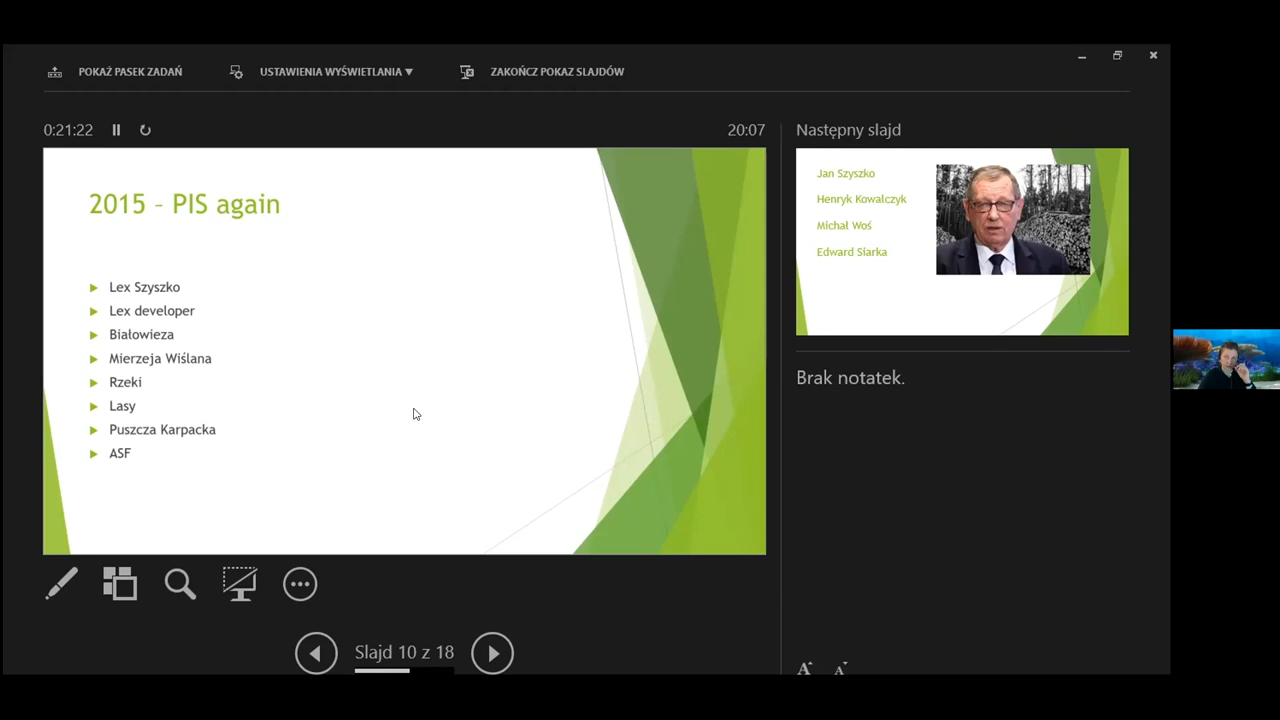 POKAŻ PASEK ZADAŃ
USTAWIENIA WYŚWIETLANIA ▼
ZAKOŃCZ POKAZ SLAJDÓW
0:21:22
20:07
2015 – PIS again
Lex Szyszko
Lex developer
Białowieza
Mierzeja Wiślana
Rzeki
Lasy
Puszcza Karpacka
ASF
Slajd 10 z 18
Następny slajd
Jan Szyszko
Henryk Kowalczyk
Michał Woś
Edward Siarka
Brak notatek.
A A